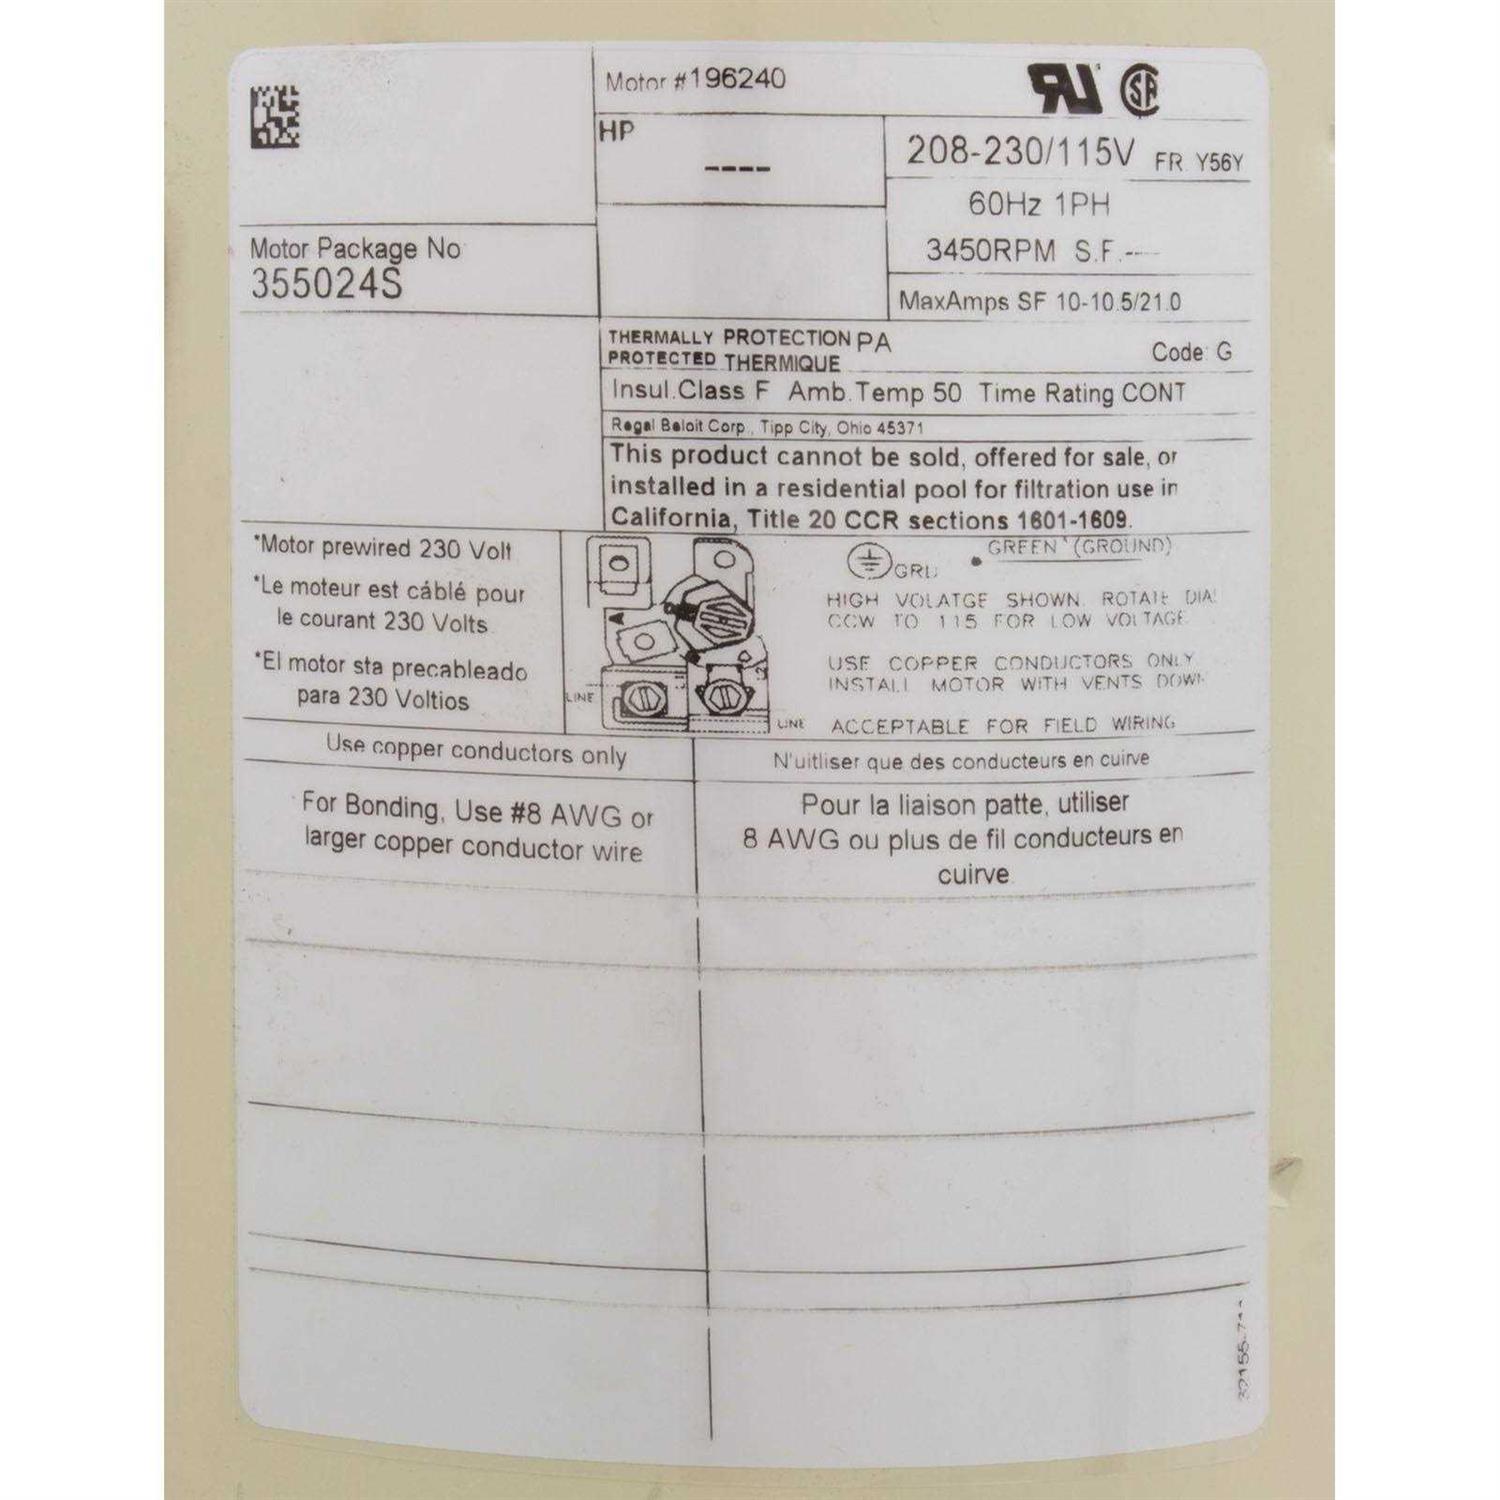 Motor #196240
HP
----
208-230/115V FR. Y56Y
60Hz 1PH
3450RPM S.F.----
MaxAmps SF 10-10.5/21.0
Motor Package No
355024S
THERMALLY PROTECTION PA
PROTECTED THERMIQUE
Code: G
Insul.Class F Amb.Temp 50 Time Rating CONT
Regal Beloit Corp., Tipp City, Ohio 45371
This product cannot be sold, offered for sale, or
installed in a residential pool for filtration use in
California, Title 20 CCR sections 1601-1609.
*Motor prewired 230 Volt
*Le moteur est câblé pour
le courant 230 Volts
*El motor sta precableado
para 230 Voltios
A
LINE
LINE
GREEN (GROUND)
HIGH VOLATGE SHOWN. ROTATE
CCW TO 115 FOR LOW VOLTAGE
USE COPPER CONDUCTORS ONLY
INSTALL MOTOR WITH VENTS DOWN
ACCEPTABLE FOR FIELD WIRING
Use copper conductors only
N'uitliser que des conducteurs en cuirve
For Bonding, Use #8 AWG or
larger copper conductor wire
Pour la liaison patte, utiliser
8 AWG ou plus de fil conducteurs en
cuirve